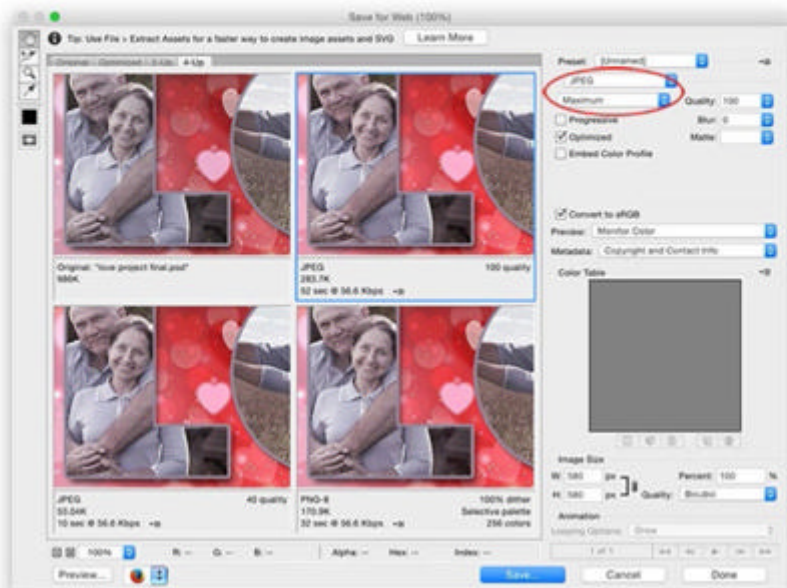 Save for Web (100%)
Tip: Use File > Extract Assets for a faster way to create image assets and SVG
Learn More
Original Optimized 2-Up 4-Up
Preset: [Unnamed]
JPEG
Maximum
Quality: 100
Progressive
Blur: 0
Optimized
Matte:
Embed Color Profile
Convert to sRGB
Preview: Monitor Color
Metadata: Copyright and Contact Info
Color Table
Original: "love project final.psd"
986K
JPEG 100 quality
283.7K
52 sec @ 56.6 Kbps
JPEG 40 quality
53.04K
10 sec @ 56.6 Kbps
PNG-8 100% dither
170.9K Selective palette
32 sec @ 56.6 Kbps 256 colors
Image Size
W: 580 px Percent: 100 %
H: 580 px Quality: Bicubic
Animation
Looping Options: Once
1 of 1
100% R: -- G: -- B: -- Alpha: -- Hex: -- Index: --
Preview...
Save...
Cancel
Done